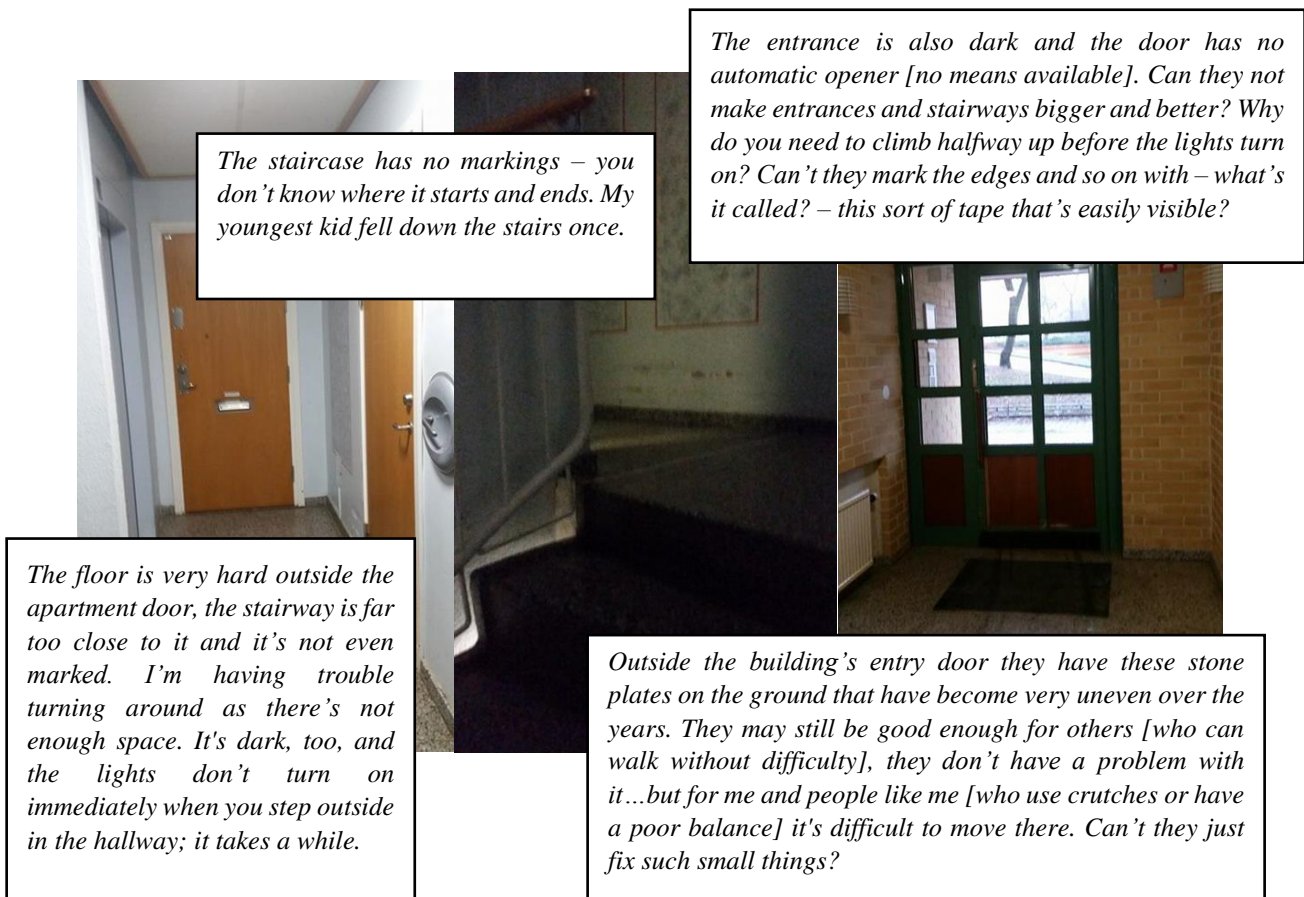 The staircase has no markings – you
don’t know where it starts and ends. My
youngest kid fell down the stairs once.
The entrance is also dark and the door has no
automatic opener [no means available]. Can they not
make entrances and stairways bigger and better? Why
do you need to climb halfway up before the lights turn
on? Can’t they mark the edges and so on with – what’s
it called? – this sort of tape that’s easily visible?
The floor is very hard outside the
apartment door, the stairway is far
too close to it and it’s not even
marked. I’m having trouble
turning around as there’s not
enough space. It's dark, too, and
the lights don’t turn on
immediately when you step outside
in the hallway; it takes a while.
Outside the building’s entry door they have these stone
plates on the ground that have become very uneven over the
years. They may still be good enough for others [who can
walk without difficulty], they don’t have a problem with
it…but for me and people like me [who use crutches or have
a poor balance] it's difficult to move there. Can’t they just
fix such small things?